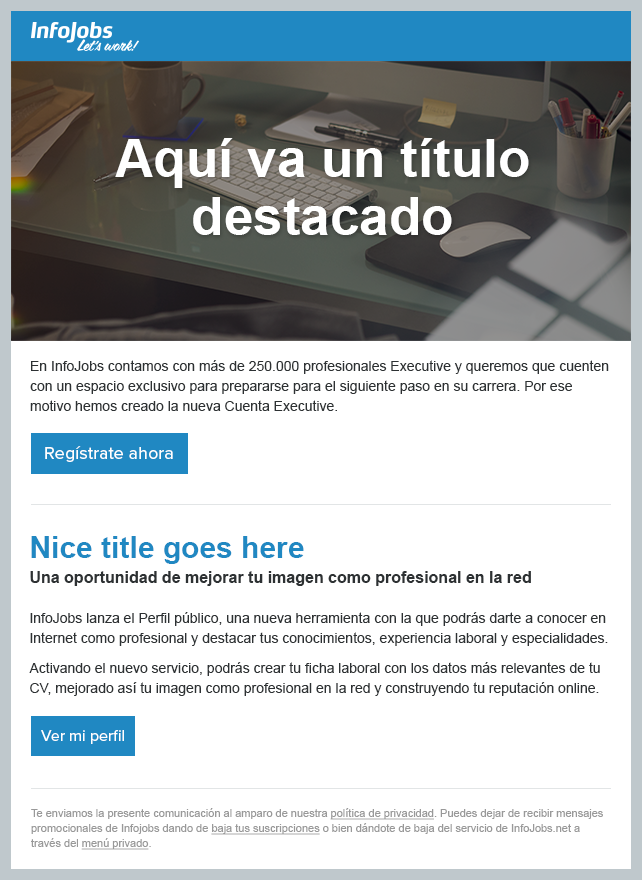 InfoJobs
Let's work!
Aquí va un título
destacado
En InfoJobs contamos con más de 250.000 profesionales Executive y queremos que cuenten
con un espacio exclusivo para prepararse para el siguiente paso en su carrera. Por ese
motivo hemos creado la nueva Cuenta Executive.
Regístrate ahora
Nice title goes here
Una oportunidad de mejorar tu imagen como profesional en la red
InfoJobs lanza el Perfil público, una nueva herramienta con la que podrás darte a conocer en
Internet como profesional y destacar tus conocimientos, experiencia laboral y especialidades.
Activando el nuevo servicio, podrás crear tu ficha laboral con los datos más relevantes de tu
CV, mejorado así tu imagen como profesional en la red y construyendo tu reputación online.
Ver mi perfil
Te enviamos la presente comunicación al amparo de nuestra política de privacidad. Puedes dejar de recibir mensajes
promocionales de Infojobs dando de baja tus suscripciones o bien dándote de baja del servicio de InfoJobs.net a
través del menú privado.